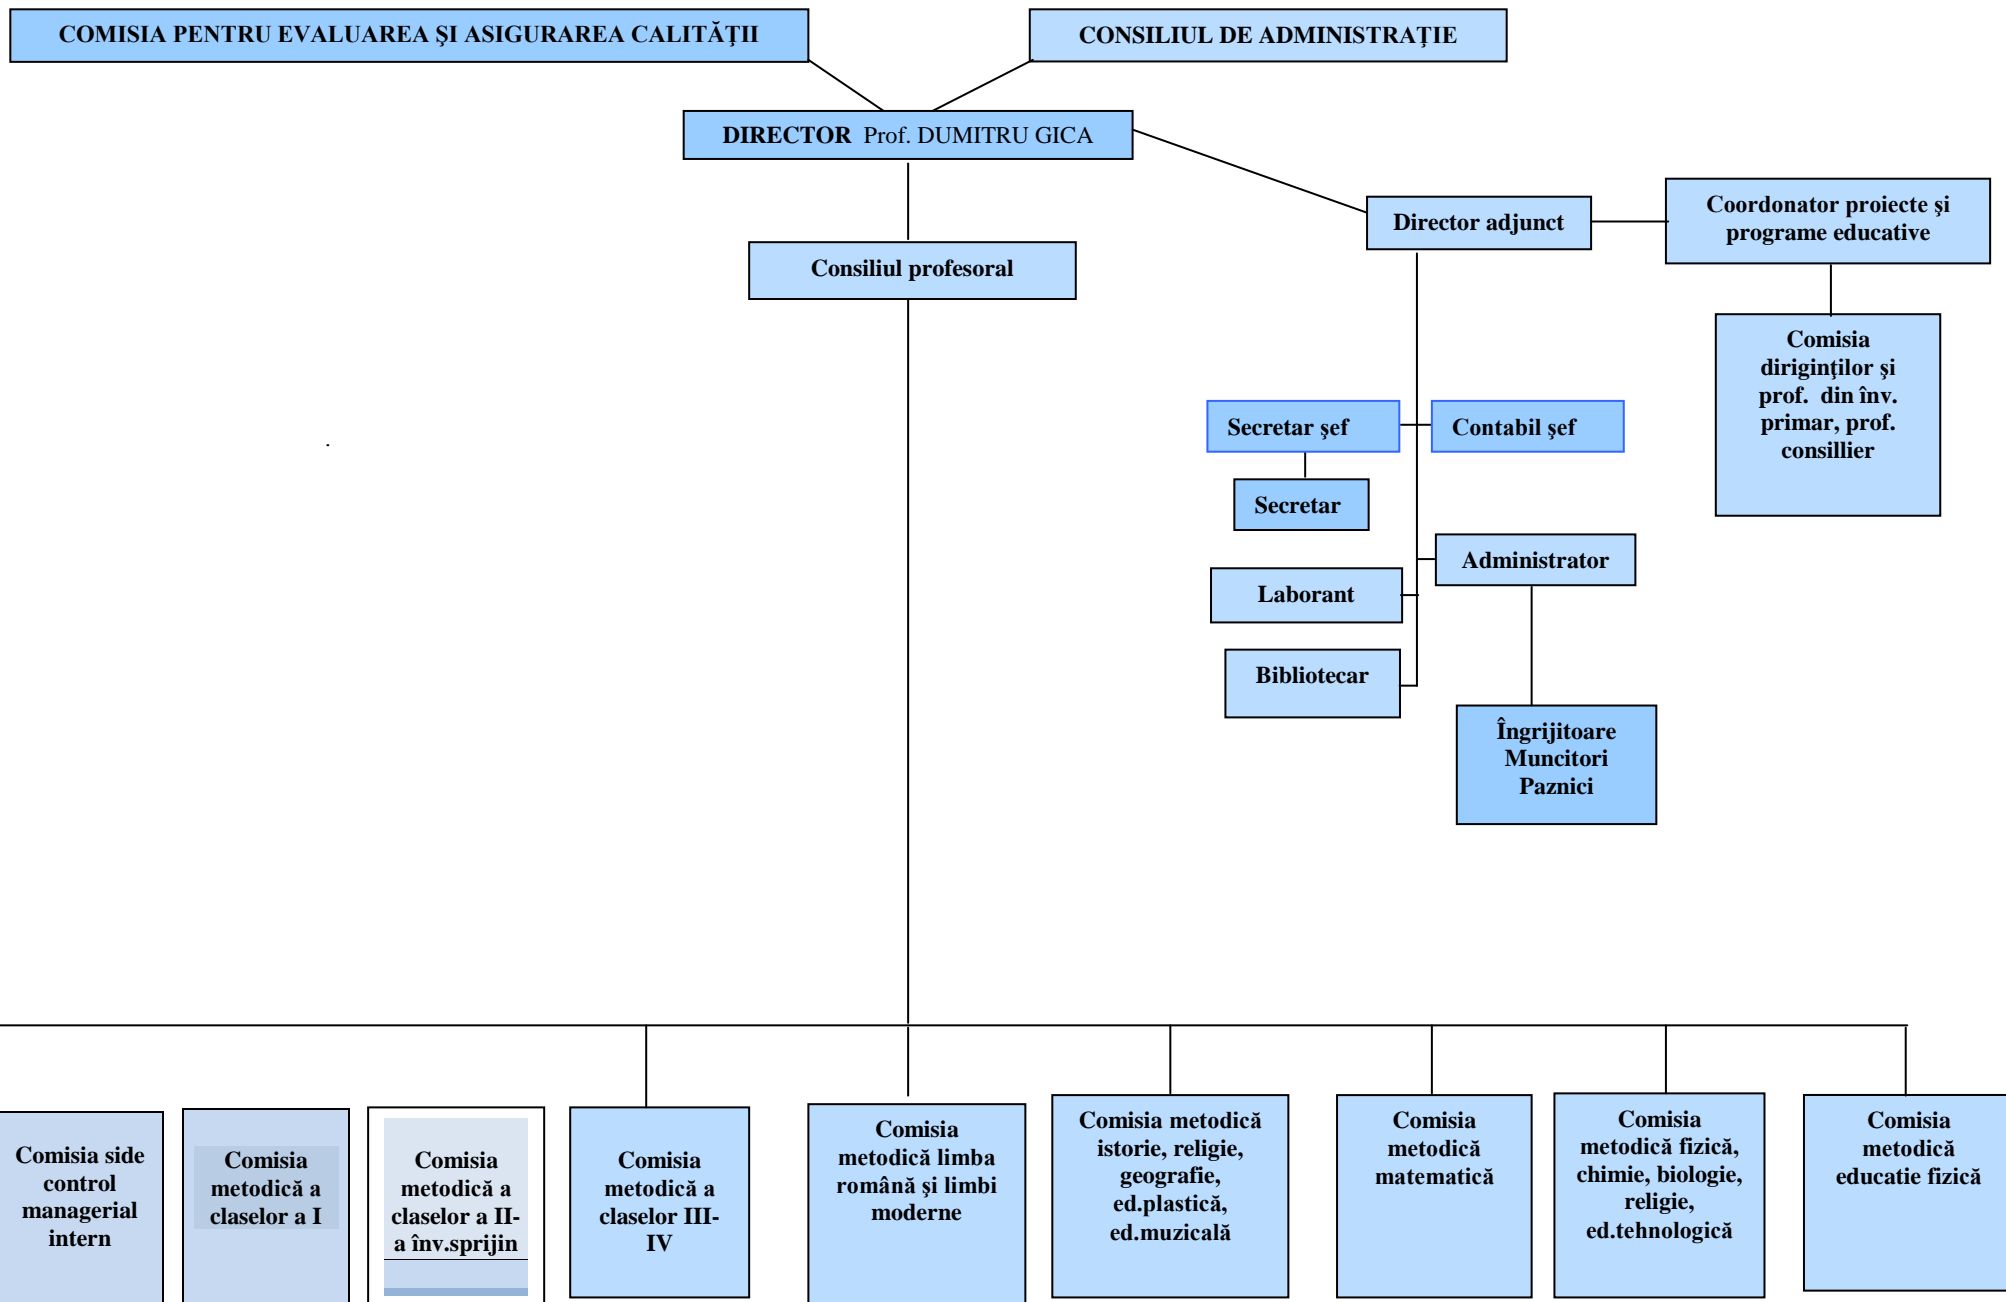 COMISIA PENTRU EVALUAREA ŞI ASIGURAREA CALITĂŢII
CONSILIUL DE ADMINISTRAŢIE
DIRECTOR Prof. DUMITRU GICA
Director adjunct
Coordonator proiecte şi
programe educative
Consiliul profesoral
Comisia
diriginţilor şi
prof. din înv.
primar, prof.
consillier
Secretar şef
Contabil şef
Secretar
Administrator
Laborant
Bibliotecar
Îngrijitoare
Muncitori
Paznici
Comisia side
control
managerial
intern
Comisia
metodică a
claselor a I
Comisia
metodică a
claselor a II-
a înv.sprijin
Comisia
metodică a
claselor III-
IV
Comisia
metodică limba
română şi limbi
moderne
Comisia metodică
istorie, religie,
geografie,
ed.plastică,
ed.muzicală
Comisia
metodică
matematică
Comisia
metodică fizică,
chimie, biologie,
religie,
ed.tehnologică
Comisia
metodică
educatie fizică